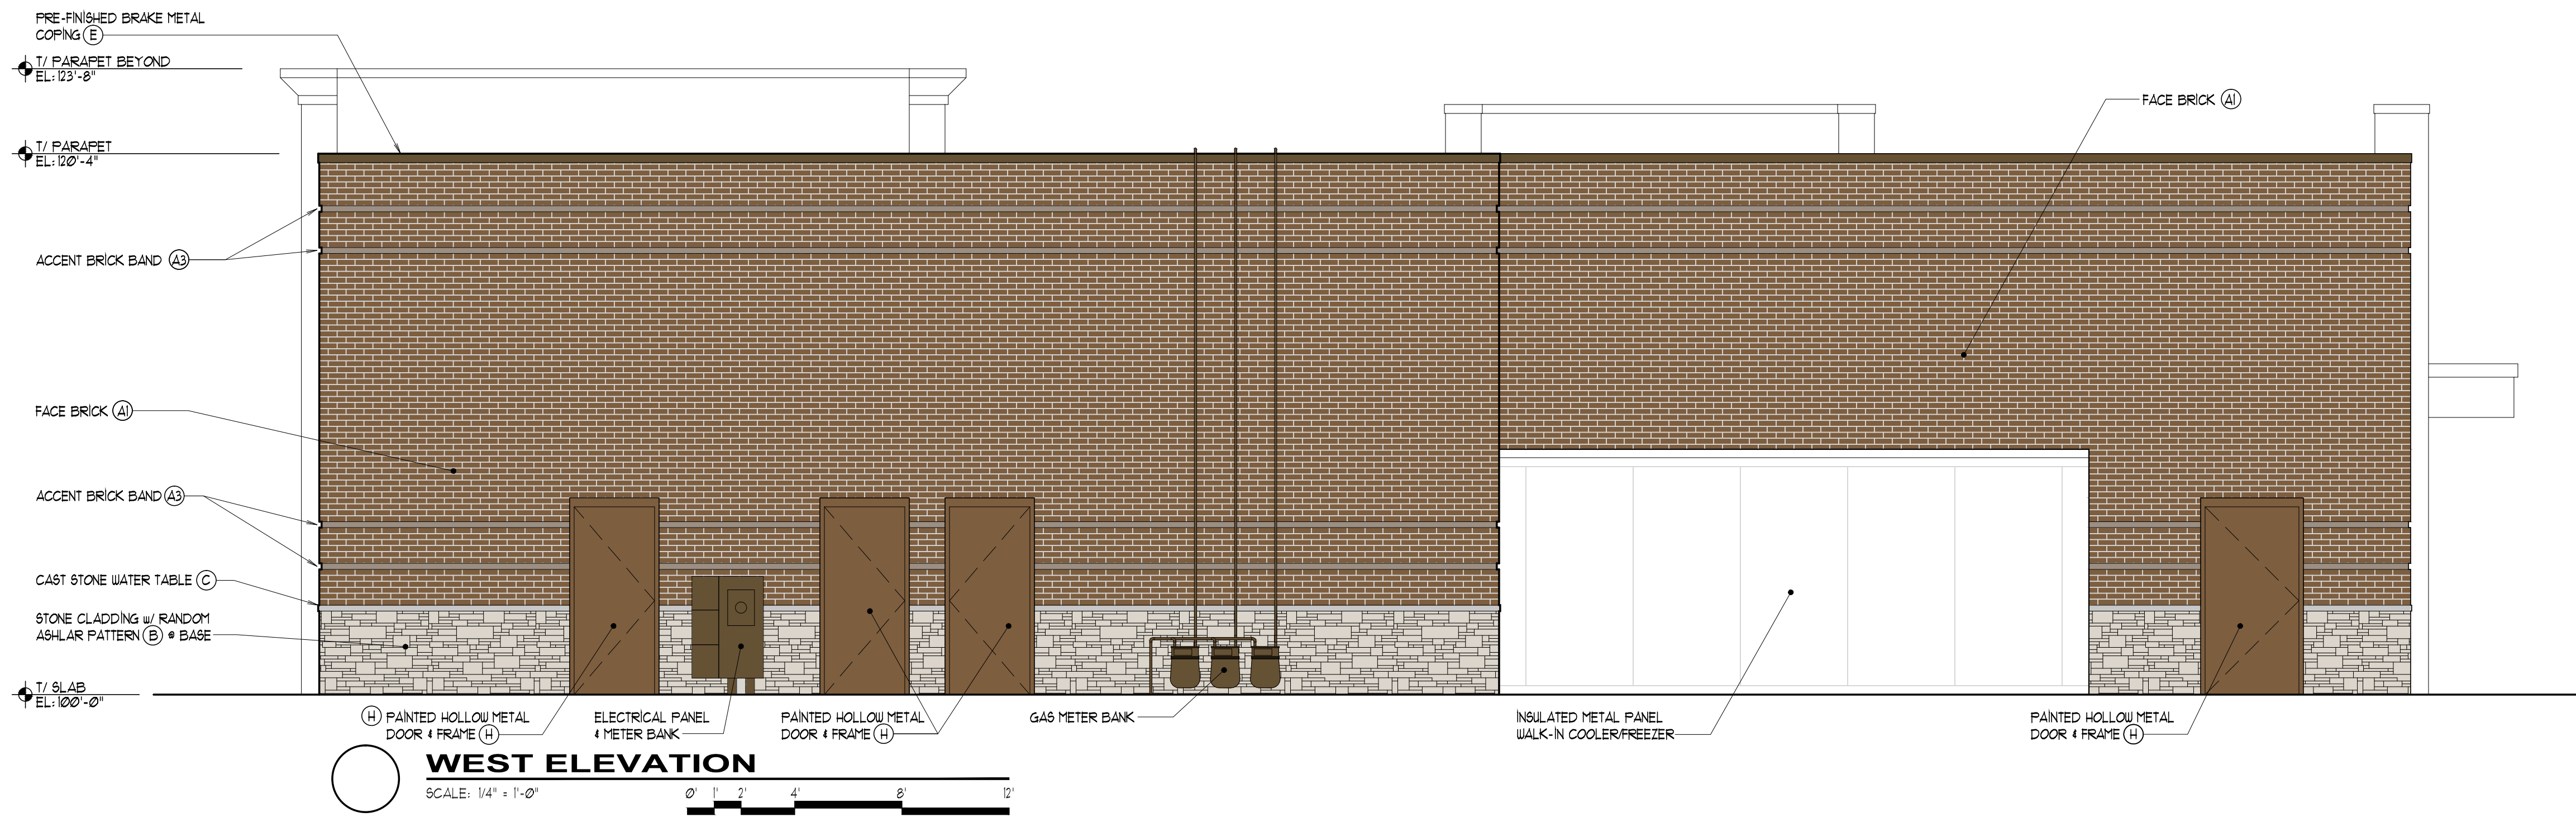 PRE-FINISHED BRAKE METAL
COPING E
T/ PARAPET BEYOND
EL: 123'-8"
FACE BRICK A1
T/ PARAPET
EL: 120'-4"
ACCENT BRICK BAND A3
FACE BRICK A1
ACCENT BRICK BAND A3
CAST STONE WATER TABLE C
STONE CLADDING w/ RANDOM
ASHLAR PATTERN B @ BASE
T/ SLAB
EL: 100'-0"
H PAINTED HOLLOW METAL
DOOR & FRAME H
ELECTRICAL PANEL
& METER BANK
PAINTED HOLLOW METAL
DOOR & FRAME H
GAS METER BANK
INSULATED METAL PANEL
WALK-IN COOLER/FREEZER
PAINTED HOLLOW METAL
DOOR & FRAME H
WEST ELEVATION
SCALE: 1/4" = 1'-0"
0' 1' 2' 4' 8' 12'